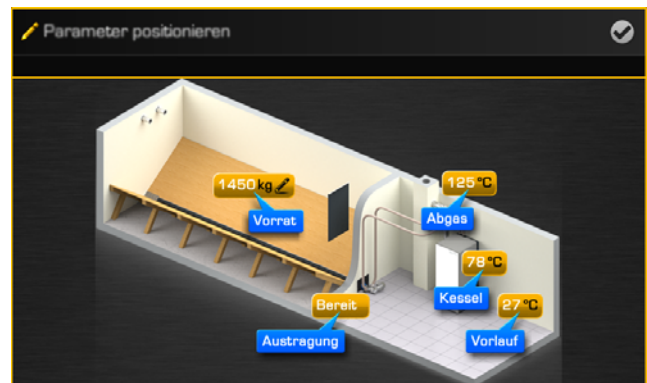 Parameter positionieren
1450 kg
Vorrat
125 °C
Abgas
78 °C
Kessel
Bereit
Austragung
27 °C
Vorlauf